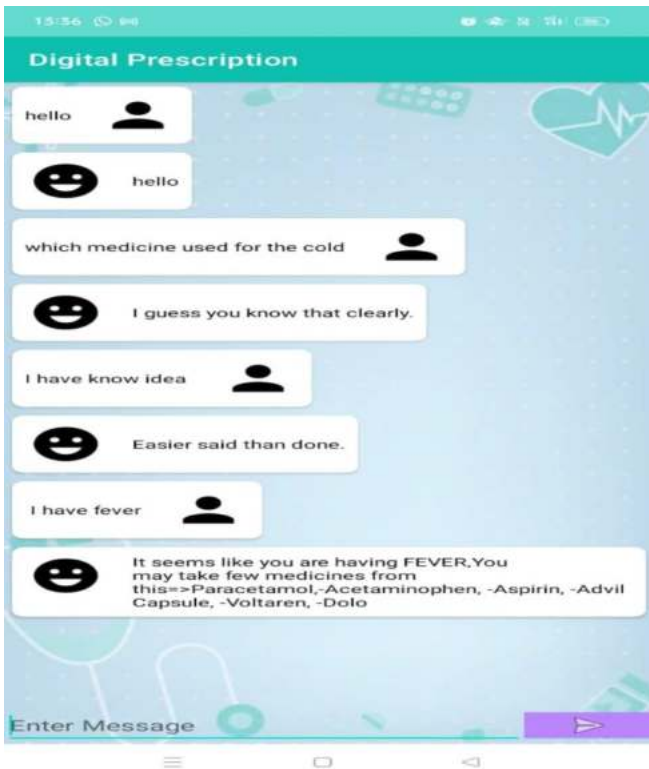 15:36
Digital Prescription
hello
hello
which medicine used for the cold
I guess you know that clearly.
I have know idea
Easier said than done.
I have fever
It seems like you are having FEVER,You
may take few medicines from
this=>Paracetamol,-Acetaminophen, -Aspirin, -Advil
Capsule, -Voltaren, -Dolo
Enter Message